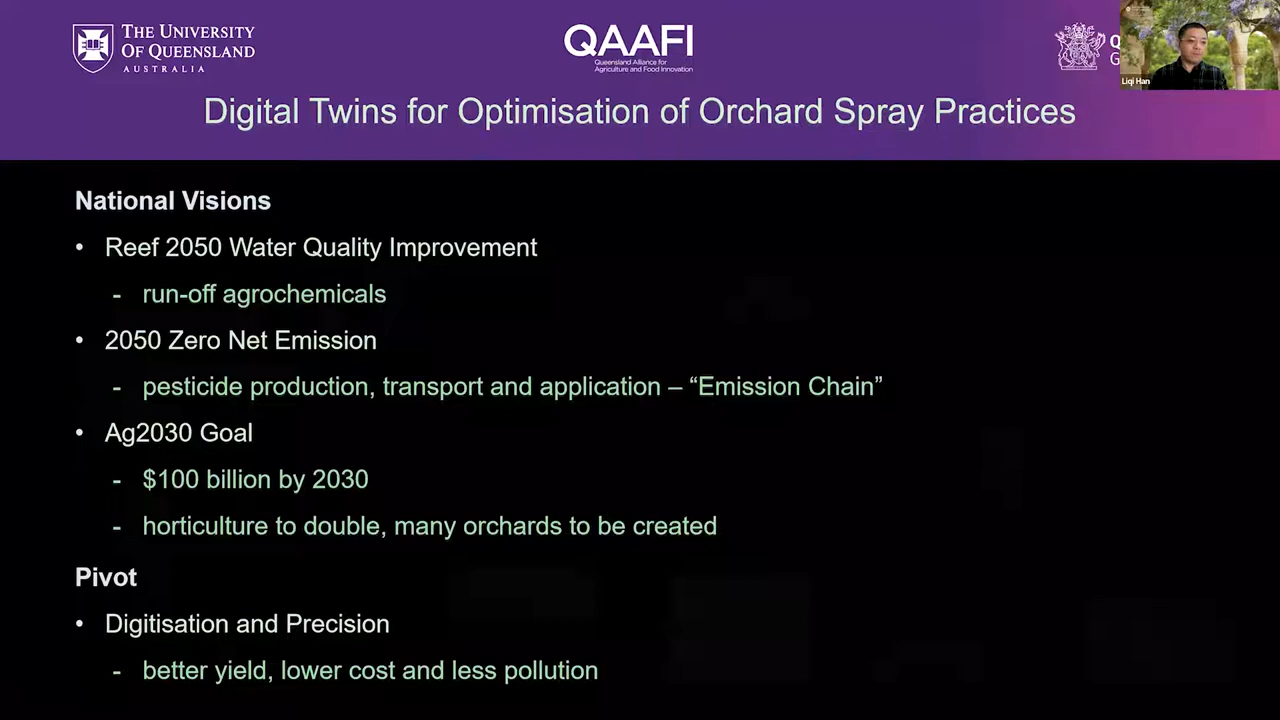 THE UNIVERSITY
OF QUEENSLAND
AUSTRALIA
QAAFI
Queensland Alliance for
Agriculture and Food Innovation
Liqi Han
Digital Twins for Optimisation of Orchard Spray Practices
National Visions
• Reef 2050 Water Quality Improvement
- run-off agrochemicals
• 2050 Zero Net Emission
- pesticide production, transport and application – “Emission Chain”
• Ag2030 Goal
- $100 billion by 2030
- horticulture to double, many orchards to be created
Pivot
• Digitisation and Precision
- better yield, lower cost and less pollution